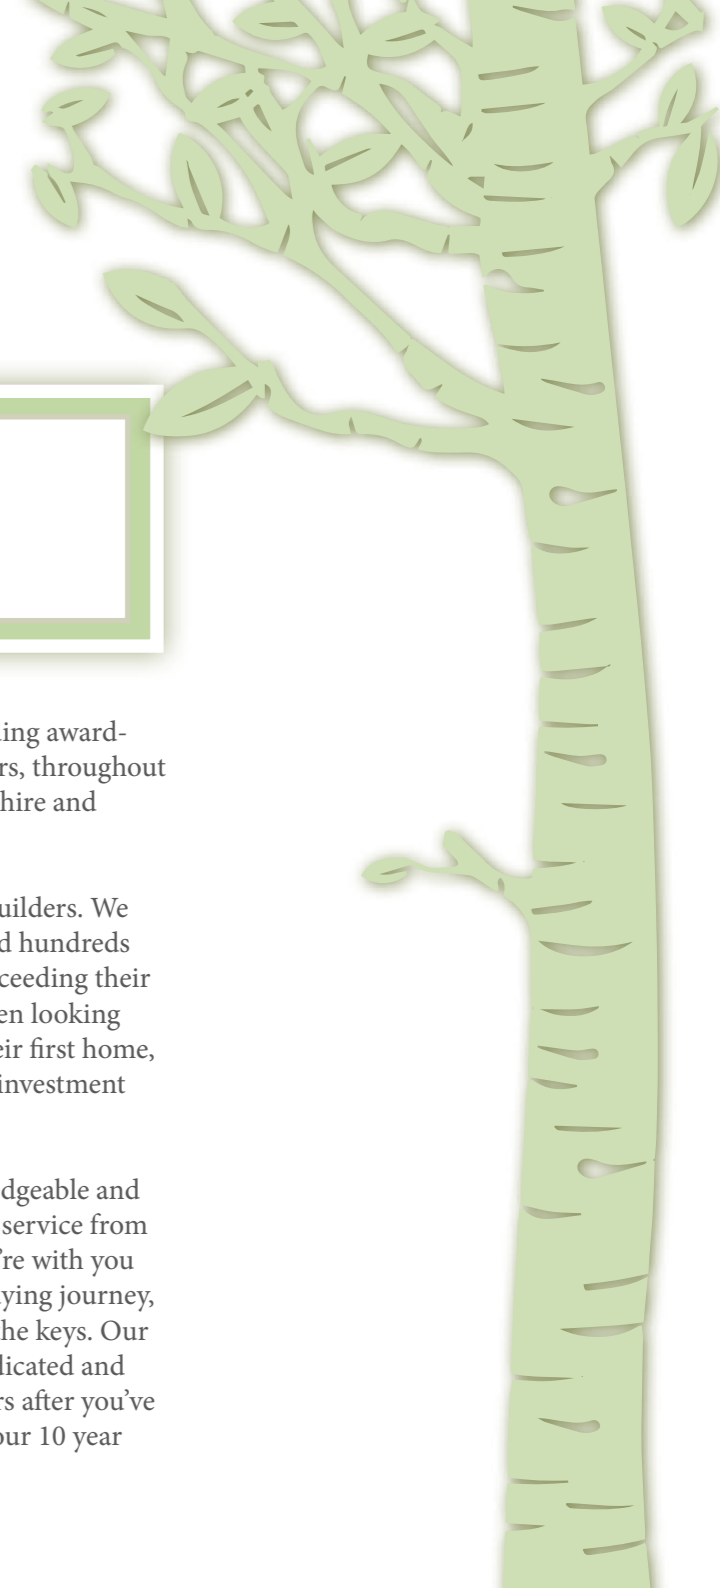 ing award-
rs, throughout
hire and
uilders. We
d hundreds
ceeding their
en looking
eir first home,
investment
dgeable and
service from
’re with you
ying journey,
he keys. Our
licated and
rs after you’ve
our 10 year